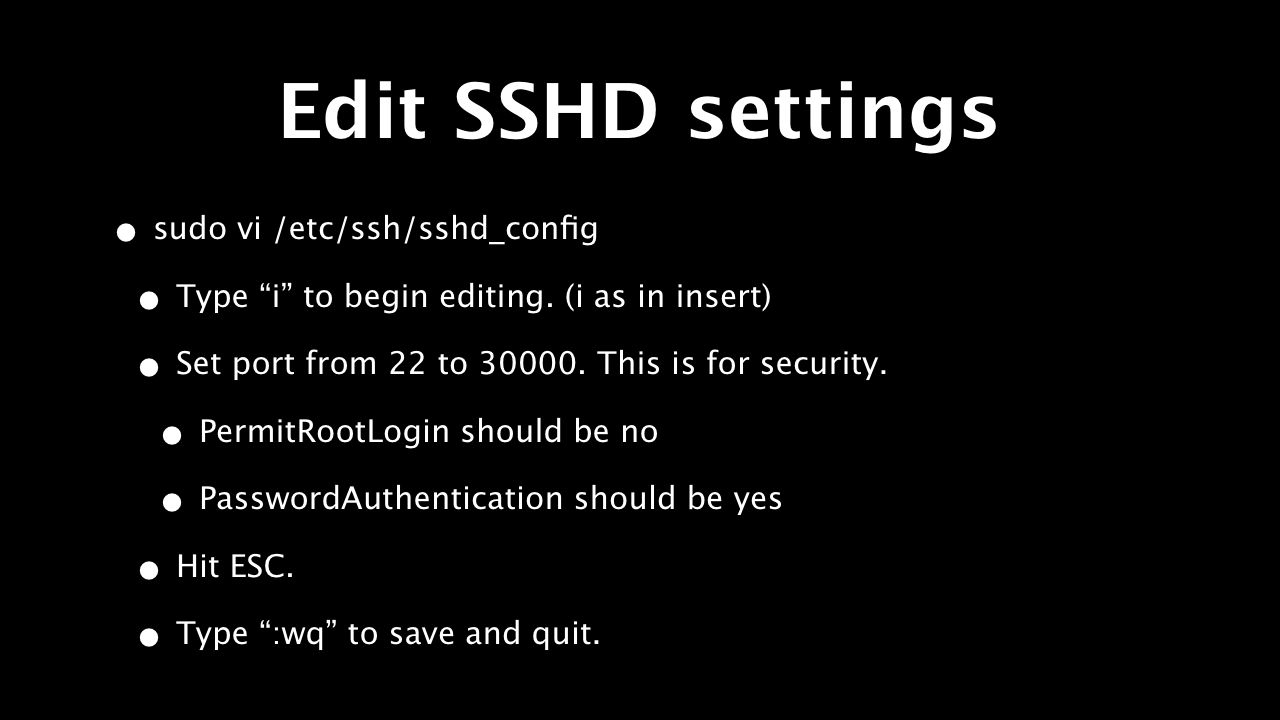 Edit SSHD settings
• sudo vi /etc/ssh/sshd_config
• Type “i” to begin editing. (i as in insert)
• Set port from 22 to 30000. This is for security.
• PermitRootLogin should be no
• PasswordAuthentication should be yes
• Hit ESC.
• Type “:wq” to save and quit.